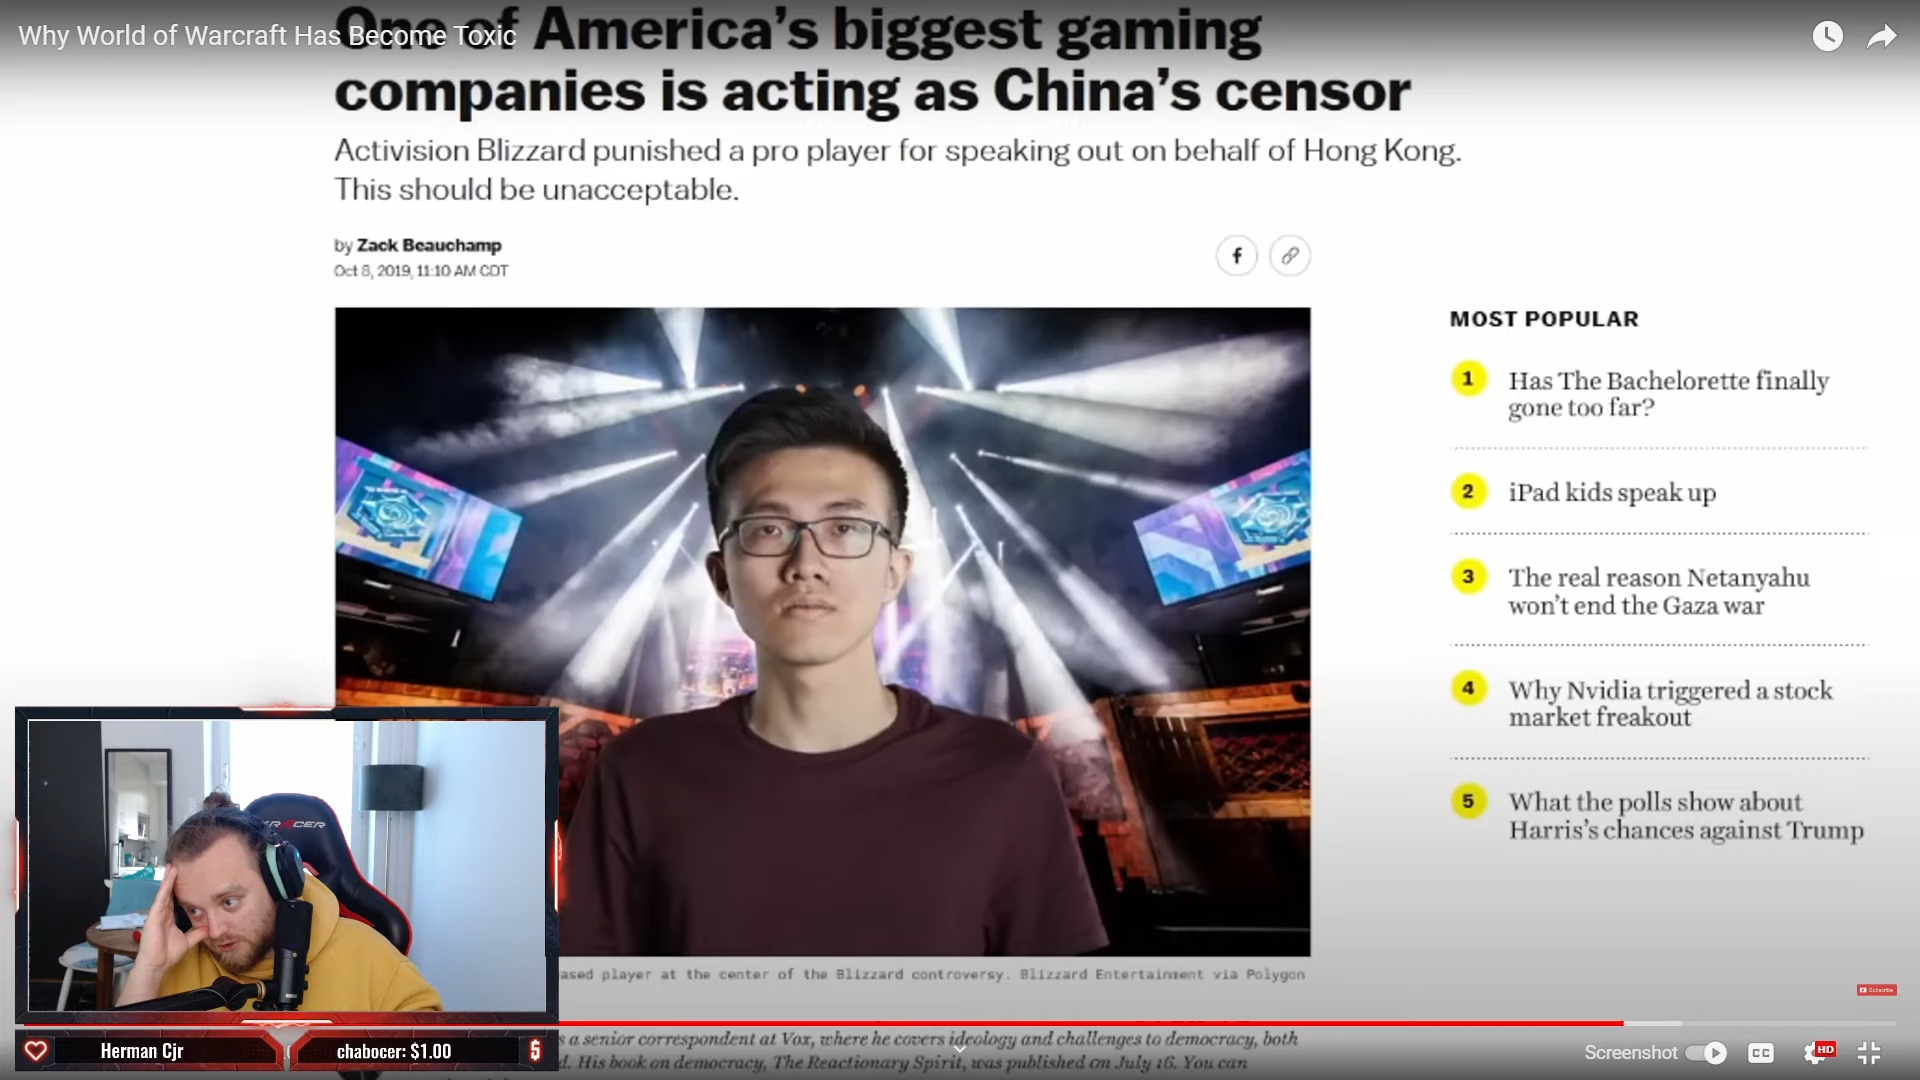 Why World of Warcraft Has Become Toxic
One of America's biggest gaming
companies is acting as China's censor
Activision Blizzard punished a pro player for speaking out on behalf of Hong Kong.
This should be unacceptable.
by Zack Beauchamp
Oct 8, 2019, 11:10 AM CDT
MOST POPULAR
1 Has The Bachelorette finally
gone too far?
2 iPad kids speak up
3 The real reason Netanyahu
won't end the Gaza war
4 Why Nvidia triggered a stock
market freakout
5 What the polls show about
Harris's chances against Trump
ased player at the center of the Blizzard controversy. Blizzard Entertainment via Polygon
Subscribe
s a senior correspondent at Vox, where he covers ideology and challenges to democracy, both
d. His book on democracy, The Reactionary Spirit, was published on July 16. You can
Herman Cjr
chabocer: $1.00
$
Screenshot
CC
HD